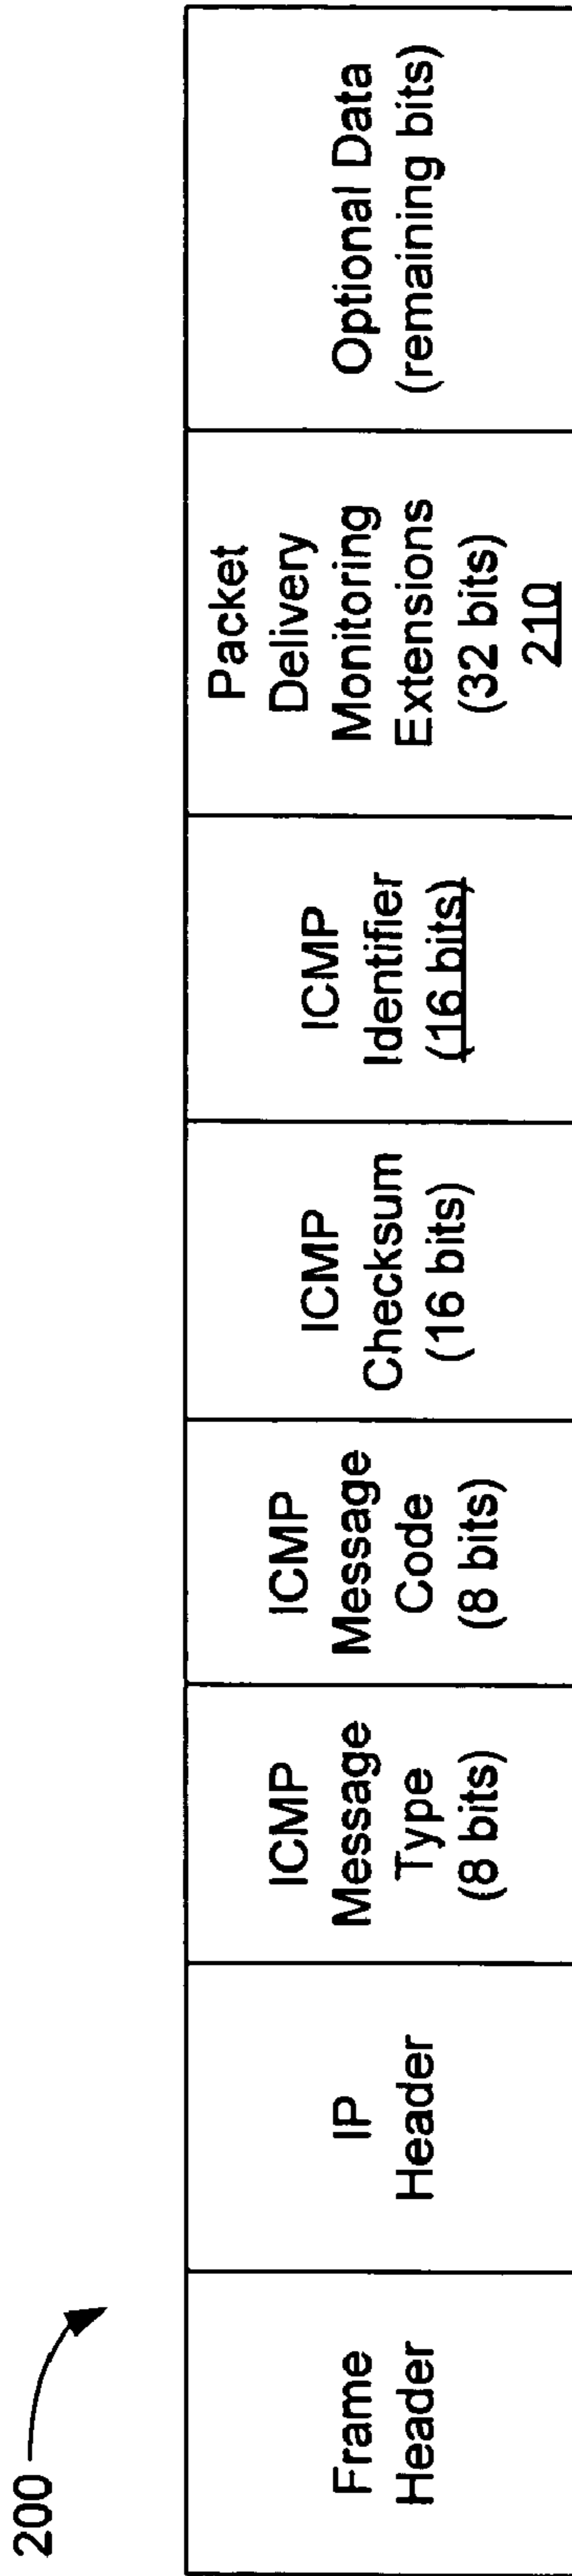 200
Frame
Header
IP
Header
ICMP
Message
Type
(8 bits)
ICMP
Message
Code
(8 bits)
ICMP
Checksum
(16 bits)
ICMP
Identifier
(16 bits)
Packet
Delivery
Monitoring
Extensions
(32 bits)
210
Optional Data
(remaining bits)